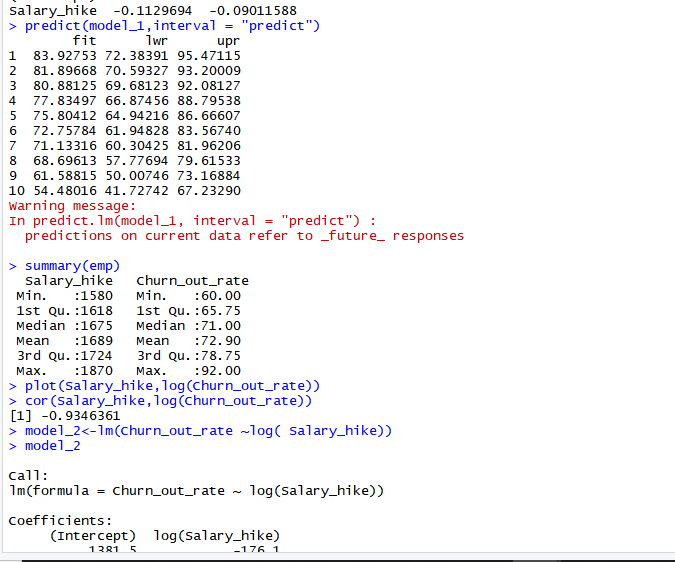 Salary_hike  -0.1129694  -0.09011588
> predict(model_1,interval = "predict")
        fit      lwr      upr
1  83.92753 72.38391 95.47115
2  81.89668 70.59327 93.20009
3  80.88125 69.68123 92.08127
4  77.83497 66.87456 88.79538
5  75.80412 64.94216 86.66607
6  72.75784 61.94828 83.56740
7  71.13316 60.30425 81.96206
8  68.69613 57.77694 79.61533
9  61.58815 50.00746 73.16884
10 54.48016 41.72742 67.23290
Warning message:
In predict.lm(model_1, interval = "predict") :
  predictions on current data refer to _future_ responses
> summary(emp)
  Salary_hike   Churn_out_rate
 Min.   :1580   Min.   :60.00
 1st Qu.:1618   1st Qu.:65.75
 Median :1675   Median :71.00
 Mean   :1689   Mean   :72.90
 3rd Qu.:1724   3rd Qu.:78.75
 Max.   :1870   Max.   :92.00
> plot(Salary_hike,log(Churn_out_rate))
> cor(Salary_hike,log(Churn_out_rate))
[1] -0.9346361
> model_2<-lm(Churn_out_rate ~log( Salary_hike))
> model_2
Call:
lm(formula = Churn_out_rate ~ log(Salary_hike))
Coefficients:
     (Intercept)  log(Salary_hike)
          1381.5            -176.1